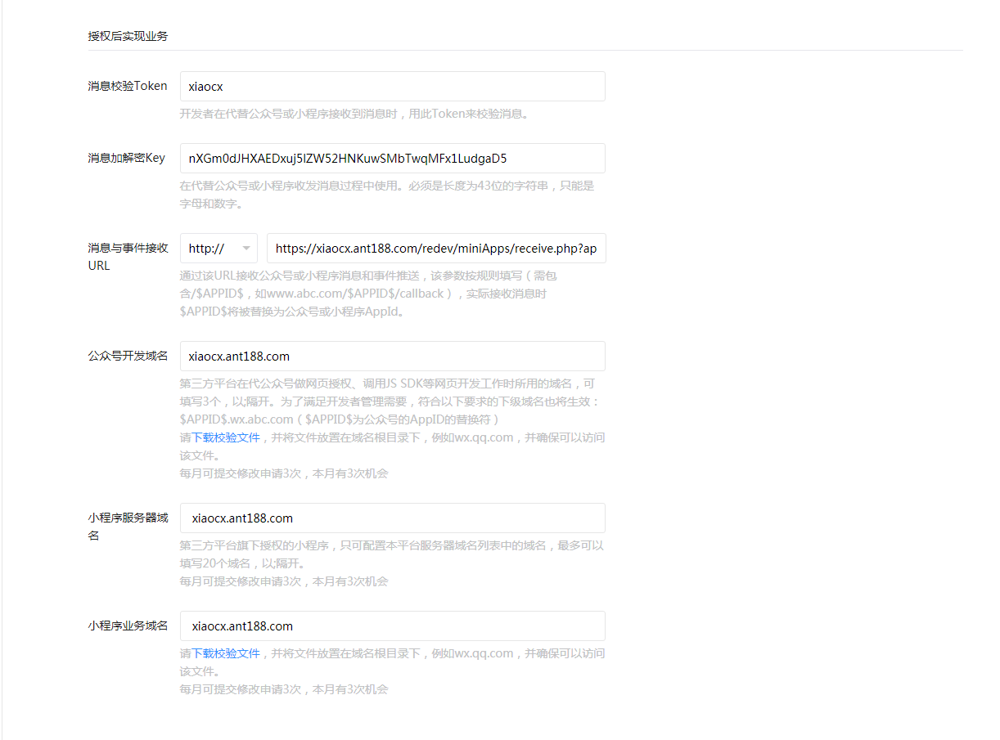 授权后实现业务
消息校验Token
xiaocx
开发者在代替公众号或小程序接收到消息时，用此Token来校验消息。
消息加解密Key
nXGm0dJHXAEDxuj5lZW52HNKuwSMbTwqMFx1LudgaD5
在代替公众号或小程序收发消息过程中使用。必须是长度为43位的字符串，只能是
字母和数字。
消息与事件接收
URL
http://
https://xiaocx.ant188.com/redev/miniApps/receive.php?ap
通过该URL接收公众号或小程序消息和事件推送，该参数按规则填写（需包
含/$APPID$，如www.abc.com/$APPID$/callback），实际接收消息时
$APPID$将被替换为公众号或小程序AppId。
公众号开发域名
xiaocx.ant188.com
第三方平台在代公众号做网页授权、调用JS SDK等网页开发工作时所用的域名，可
填写3个，以;隔开。为了满足开发者管理需要，符合以下要求的下级域名也将生效：
$APPID$.wx.abc.com（$APPID$为公众号的AppID的替换符）
请下载校验文件，并将文件放置在域名根目录下，例如wx.qq.com，并确保可以访问
该文件。
每月可提交修改申请3次，本月有3次机会
小程序服务器域
名
xiaocx.ant188.com
第三方平台旗下授权的小程序，只可配置本平台服务器域名列表中的域名，最多可以
填写20个域名，以;隔开。
每月可提交修改申请3次，本月有3次机会
小程序业务域名
xiaocx.ant188.com
请下载校验文件，并将文件放置在域名根目录下，例如wx.qq.com，并确保可以访问
该文件。
每月可提交修改申请3次，本月有3次机会